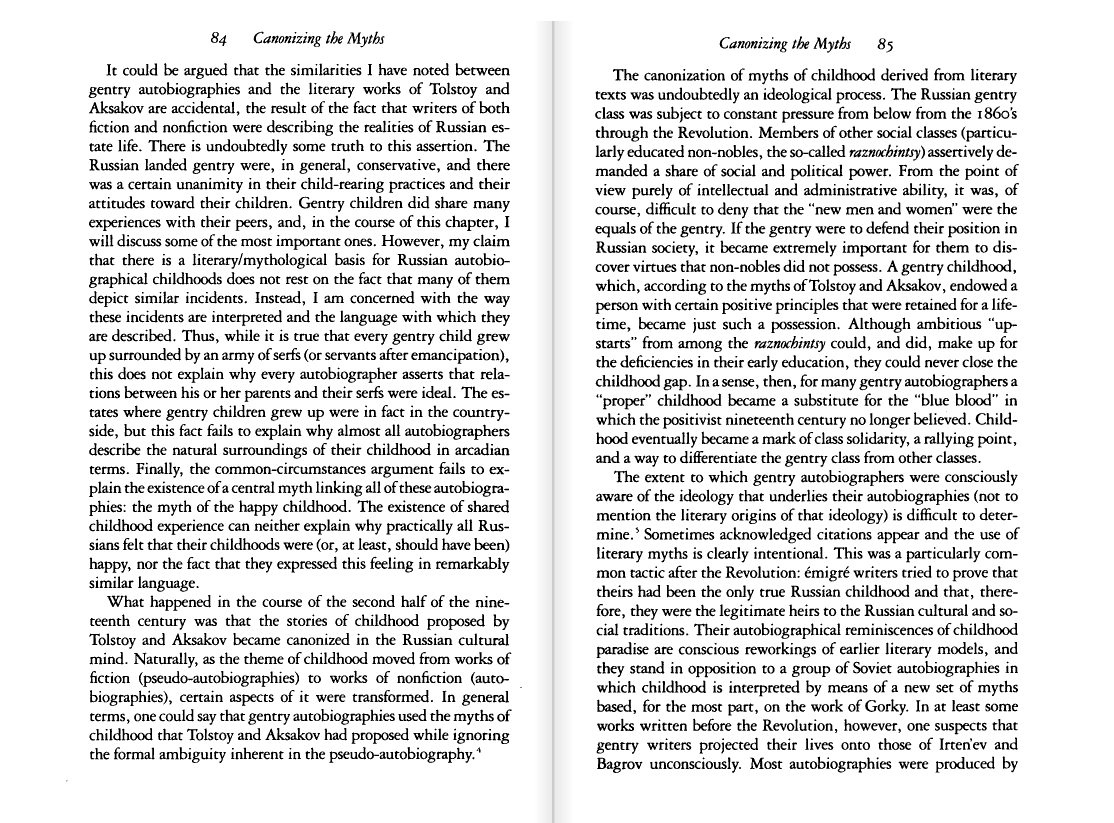 84 Canonizing the Myths
It could be argued that the similarities I have noted between
gentry autobiographies and the literary works of Tolstoy and
Aksakov are accidental, the result of the fact that writers of both
fiction and nonfiction were describing the realities of Russian es-
tate life. There is undoubtedly some truth to this assertion. The
Russian landed gentry were, in general, conservative, and there
was a certain unanimity in their child-rearing practices and their
attitudes toward their children. Gentry children did share many
experiences with their peers, and, in the course of this chapter, I
will discuss some of the most important ones. However, my claim
that there is a literary/mythological basis for Russian autobio-
graphical childhoods does not rest on the fact that many of them
depict similar incidents. Instead, I am concerned with the way
these incidents are interpreted and the language with which they
are described. Thus, while it is true that every gentry child grew
up surrounded by an army of serfs (or servants after emancipation),
this does not explain why every autobiographer asserts that rela-
tions between his or her parents and their serfs were ideal. The es-
tates where gentry children grew up were in fact in the country-
side, but this fact fails to explain why almost all autobiographers
describe the natural surroundings of their childhood in arcadian
terms. Finally, the common-circumstances argument fails to ex-
plain the existence of a central myth linking all of these autobiogra-
phies: the myth of the happy childhood. The existence of shared
childhood experience can neither explain why practically all Rus-
sians felt that their childhoods were (or, at least, should have been)
happy, nor the fact that they expressed this feeling in remarkably
similar language.
What happened in the course of the second half of the nine-
teenth century was that the stories of childhood proposed by
Tolstoy and Aksakov became canonized in the Russian cultural
mind. Naturally, as the theme of childhood moved from works of
fiction (pseudo-autobiographies) to works of nonfiction (auto-
biographies), certain aspects of it were transformed. In general
terms, one could say that gentry autobiographies used the myths of
childhood that Tolstoy and Aksakov had proposed while ignoring
the formal ambiguity inherent in the pseudo-autobiography.⁴
Canonizing the Myths 85
The canonization of myths of childhood derived from literary
texts was undoubtedly an ideological process. The Russian gentry
class was subject to constant pressure from below from the 1860's
through the Revolution. Members of other social classes (particu-
larly educated non-nobles, the so-called raznochintsy) assertively de-
manded a share of social and political power. From the point of
view purely of intellectual and administrative ability, it was, of
course, difficult to deny that the "new men and women" were the
equals of the gentry. If the gentry were to defend their position in
Russian society, it became extremely important for them to dis-
cover virtues that non-nobles did not possess. A gentry childhood,
which, according to the myths of Tolstoy and Aksakov, endowed a
person with certain positive principles that were retained for a life-
time, became just such a possession. Although ambitious "up-
starts" from among the raznochintsy could, and did, make up for
the deficiencies in their early education, they could never close the
childhood gap. In a sense, then, for many gentry autobiographers a
"proper" childhood became a substitute for the "blue blood" in
which the positivist nineteenth century no longer believed. Child-
hood eventually became a mark of class solidarity, a rallying point,
and a way to differentiate the gentry class from other classes.
The extent to which gentry autobiographers were consciously
aware of the ideology that underlies their autobiographies (not to
mention the literary origins of that ideology) is difficult to deter-
mine.⁵ Sometimes acknowledged citations appear and the use of
literary myths is clearly intentional. This was a particularly com-
mon tactic after the Revolution: émigré writers tried to prove that
theirs had been the only true Russian childhood and that, there-
fore, they were the legitimate heirs to the Russian cultural and so-
cial traditions. Their autobiographical reminiscences of childhood
paradise are conscious reworkings of earlier literary models, and
they stand in opposition to a group of Soviet autobiographies in
which childhood is interpreted by means of a new set of myths
based, for the most part, on the work of Gorky. In at least some
works written before the Revolution, however, one suspects that
gentry writers projected their lives onto those of Irten'ev and
Bagrov unconsciously. Most autobiographies were produced by